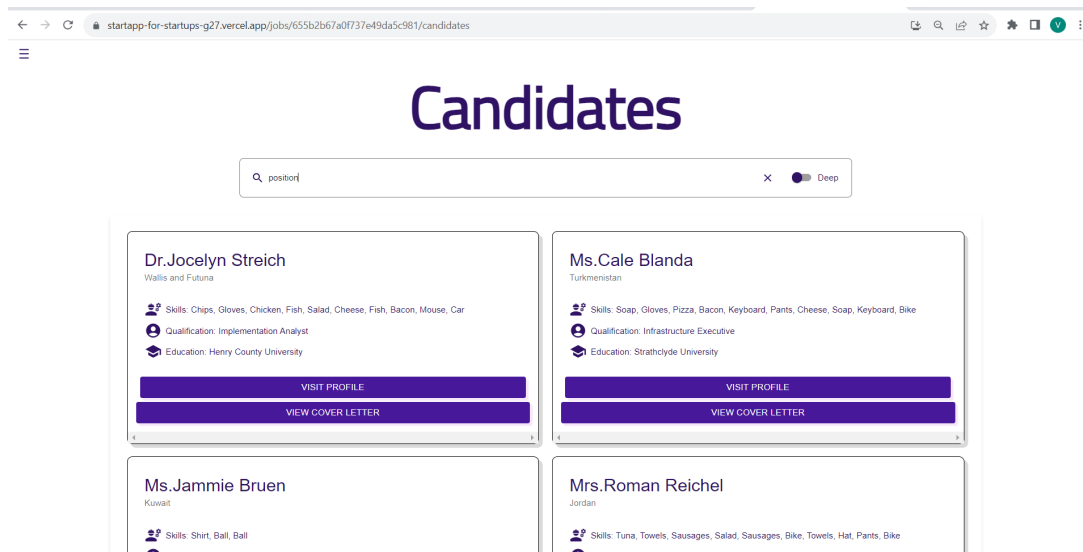 startapp-for-startups-g27.vercel.app/jobs/655b2b67a0f737e49da5c981/candidates
V
Candidates
position
Deep
Dr.Jocelyn Streich
Wallis and Futuna
Skills: Chips, Gloves, Chicken, Fish, Salad, Cheese, Fish, Bacon, Mouse, Car
Qualification: Implementation Analyst
Education: Henry County University
VISIT PROFILE
VIEW COVER LETTER
Ms.Cale Blanda
Turkmenistan
Skills: Soap, Gloves, Pizza, Bacon, Keyboard, Pants, Cheese, Soap, Keyboard, Bike
Qualification: Infrastructure Executive
Education: Strathclyde University
VISIT PROFILE
VIEW COVER LETTER
Ms.Jammie Bruen
Kuwait
Skills: Shirt, Ball, Ball
Mrs.Roman Reichel
Jordan
Skills: Tuna, Towels, Sausages, Salad, Sausages, Bike, Towels, Hat, Pants, Bike